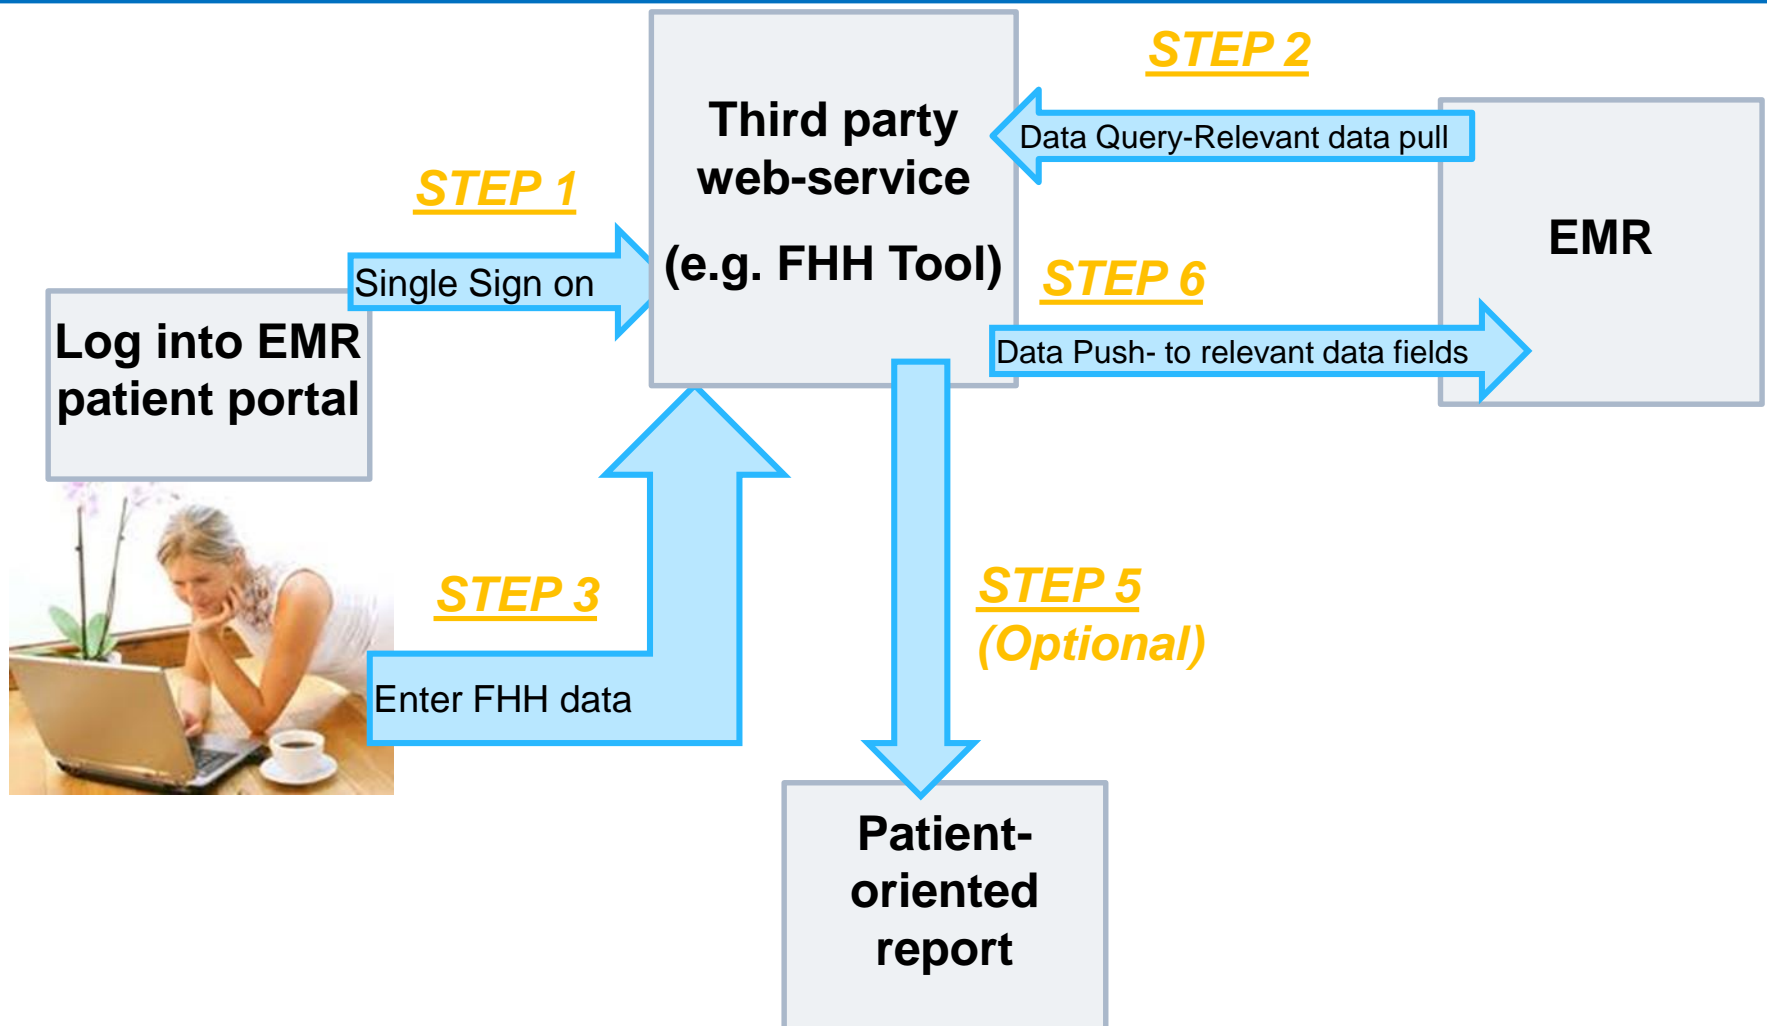 STEP 1
Single Sign on
Log into EMR
patient portal
Third party
web-service
(e.g. FHH Tool)
STEP 2
Data Query-Relevant data pull
EMR
STEP 6
Data Push- to relevant data fields
STEP 3
Enter FHH data
STEP 5
(Optional)
Patient-
oriented
report